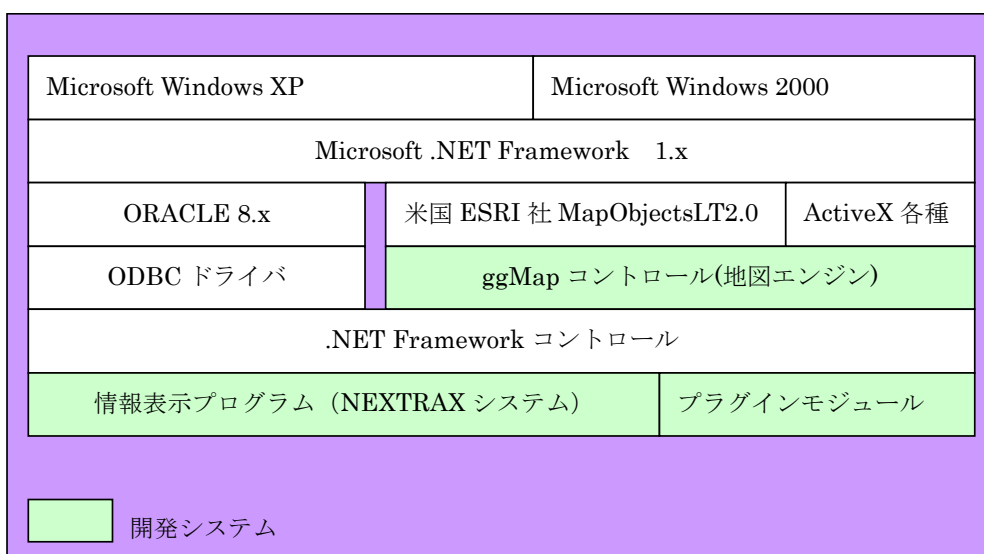 Microsoft Windows XP
Microsoft Windows 2000
Microsoft .NET Framework　1.x
ORACLE 8.x
米国 ESRI 社 MapObjectsLT2.0
ActiveX 各種
ODBC ドライバ
ggMap コントロール(地図エンジン)
.NET Framework コントロール
情報表示プログラム（NEXTRAX システム）
プラグインモジュール
開発システム